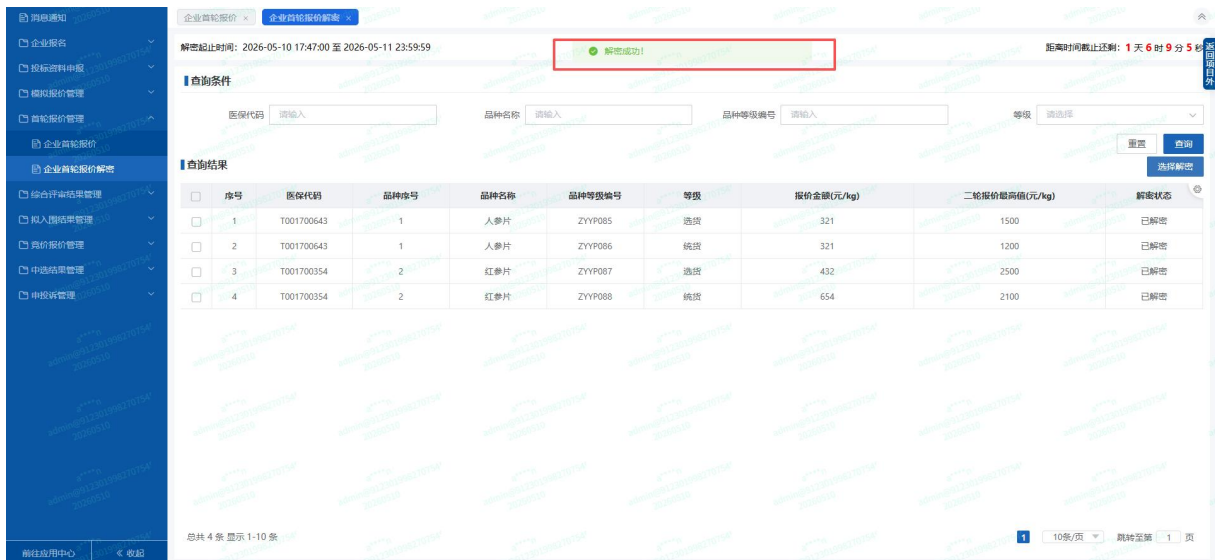 消息通知
企业报名
投标资料申报
模拟报价管理
首轮报价管理
企业首轮报价
企业首轮报价解密
综合评审结果管理
拟入围结果管理
竞价报价管理
中选结果管理
申投诉管理
前往应用中心 《 收起
企业首轮报价 × 企业首轮报价解密 ×
解密起止时间：2026-05-10 17:47:00 至 2026-05-11 23:59:59
解密成功！
距离时间截止还剩：1 天 6 时 9 分 5 秒
返回项目外
查询条件
医保代码 请输入 品种名称 请输入 品种等级编号 请输入 等级 请选择
重置 查询
查询结果
选择解密
序号 医保代码 品种序号 品种名称 品种等级编号 等级 报价金额(元/kg) 二轮报价最高值(元/kg) 解密状态
1 T001700643 1 人参片 ZYYP085 选货 321 1500 已解密
2 T001700643 1 人参片 ZYYP086 统货 321 1200 已解密
3 T001700354 2 红参片 ZYYP087 选货 432 2500 已解密
4 T001700354 2 红参片 ZYYP088 统货 654 2100 已解密
总共 4 条 显示 1-10 条
1 10条/页 跳转至第 1 页